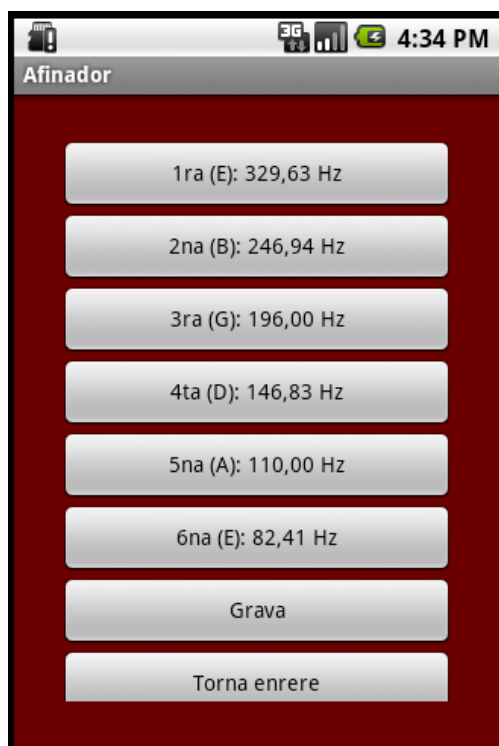 3G 4:34 PM
Afinador
1ra (E): 329,63 Hz
2na (B): 246,94 Hz
3ra (G): 196,00 Hz
4ta (D): 146,83 Hz
5na (A): 110,00 Hz
6na (E): 82,41 Hz
Grava
Torna enrere